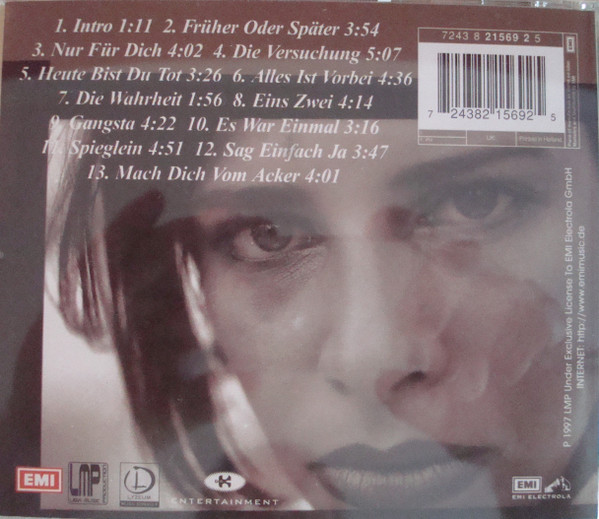 1. Intro 1:11 2. Früher Oder Später 3:54
3. Nur Für Dich 4:02 4. Die Versuchung 5:07
5. Heute Bist Du Tot 3:26 6. Alles Ist Vorbei 4:36
7. Die Wahrheit 1:56 8. Eins Zwei 4:14
9. Gangsta 4:22 10. Es War Einmal 3:16
11. Spieglein 4:51 12. Sag Einfach Ja 3:47
13. Mach Dich Vom Acker 4:01
7243 8 21569 2 5
7 24382 15692 5
UK:
Printed in Holland
EMI
P 1997 LMP Under Exclusive License To EMI Electrola GmbH
INTERNET: http://www.emimusic.de
EMI
LMP
PRODUCTION
LYCEUM
K
ENTERTAINMENT
EMI
EMI ELECTROLA